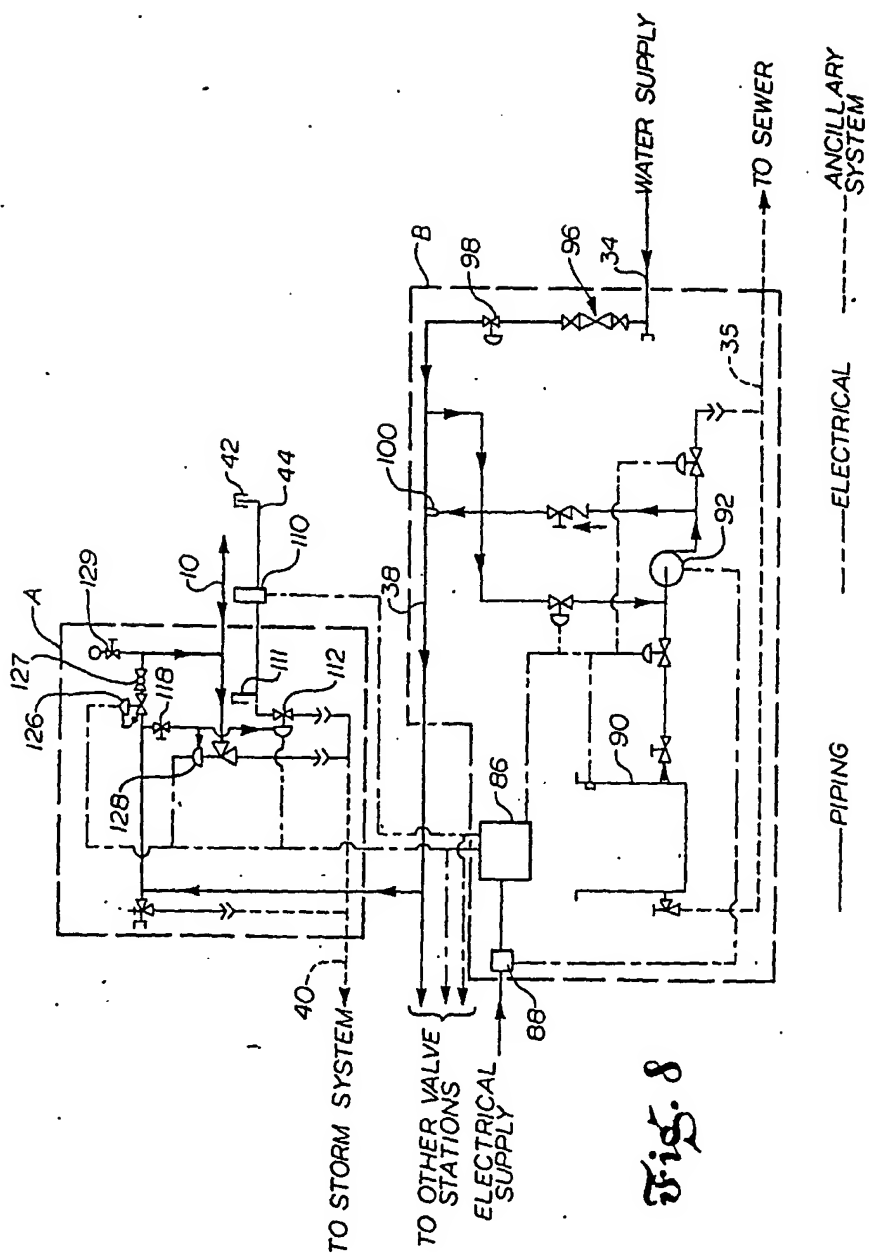 A
129
127
126
118
128
10
42
44
110
111
112
40
TO STORM SYSTEM
B
98
96
34
WATER SUPPLY
38
100
35
92
90
86
88
TO OTHER VALVE
STATIONS
ELECTRICAL
SUPPLY
TO SEWER
Fig. 8
PIPING
ELECTRICAL
ANCILLARY
SYSTEM